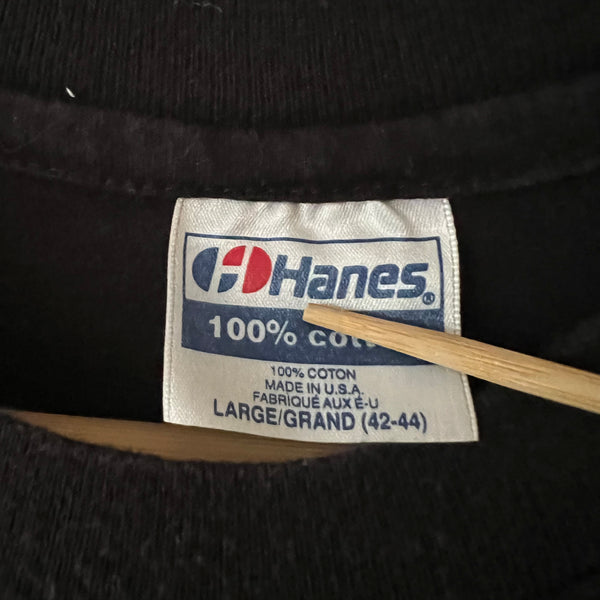 Hanes®
100%
100% COTON
MADE IN U.S.A.
FABRIQUÉ AUX É-U
LARGE/GRAND (42-44)